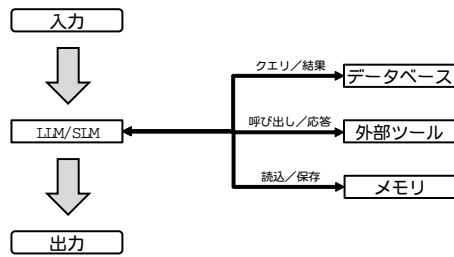 入力
クエリ／結果
データベース
LLM/SLM
呼び出し／応答
外部ツール
読込／保存
メモリ
出力